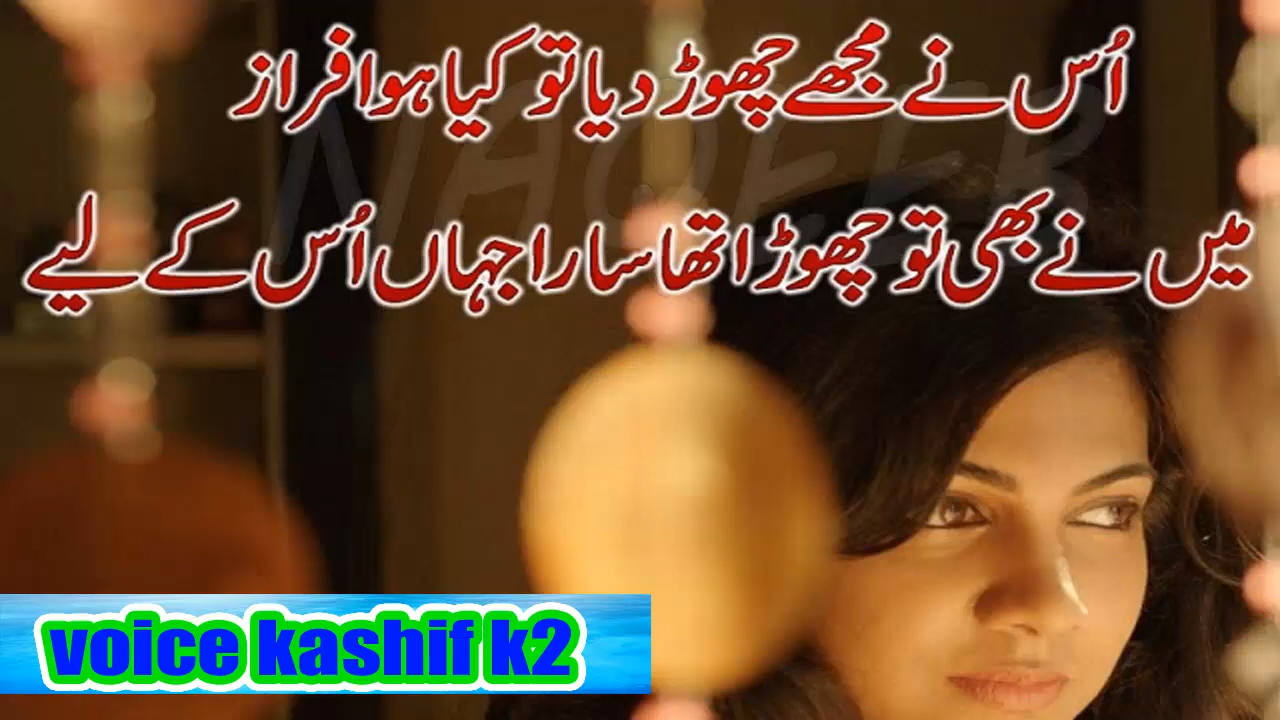 اُس نے مجھے چھوڑ دیا تو کیا ہوا فراز
NAQEEB
میں نے بھی تو چھوڑا تھا سارا جہاں اُس کے لیے
voice kashif k2